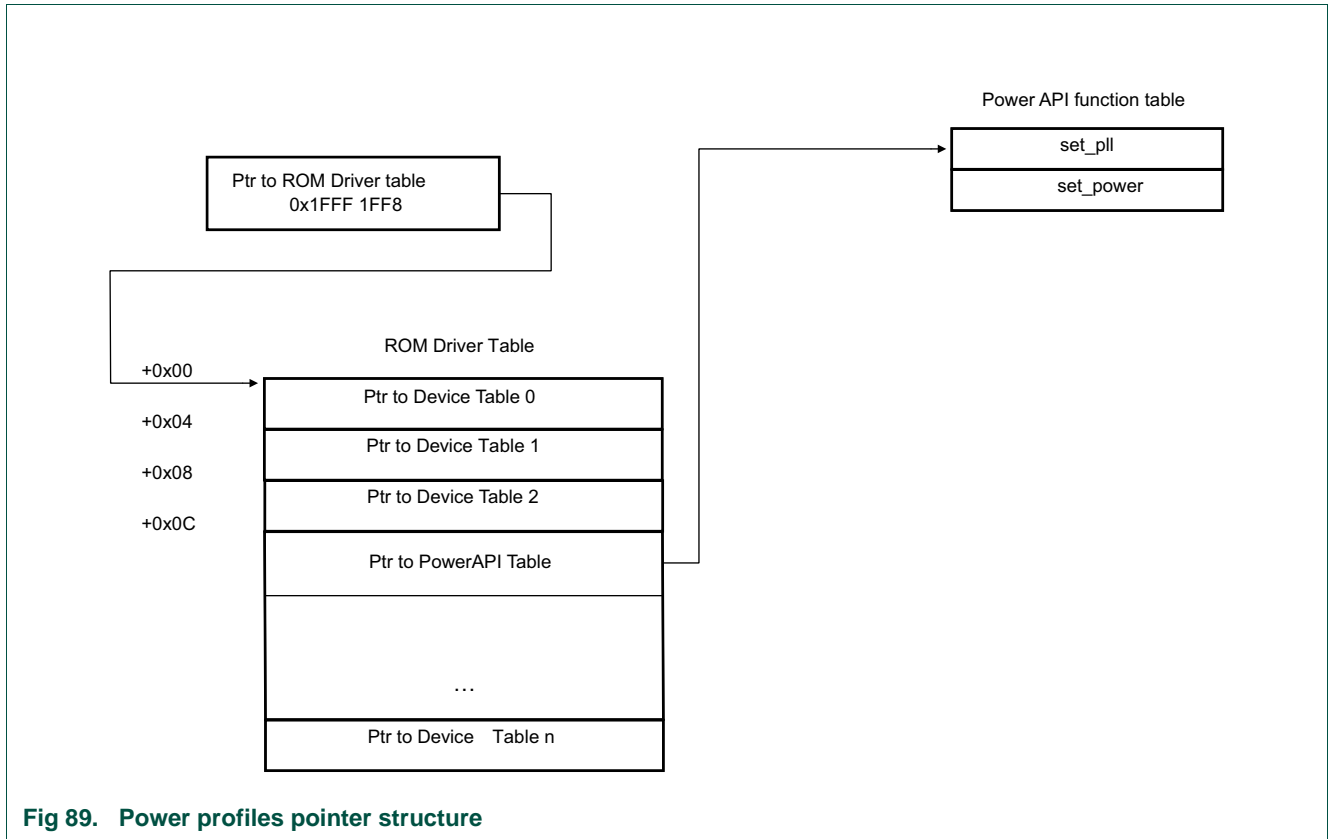 Power API function table
set_pll
set_power
Ptr to ROM Driver table
0x1FFF 1FF8
ROM Driver Table
+0x00
Ptr to Device Table 0
+0x04
Ptr to Device Table 1
+0x08
Ptr to Device Table 2
+0x0C
Ptr to PowerAPI Table
…
Ptr to Device Table n
Fig 89. Power profiles pointer structure